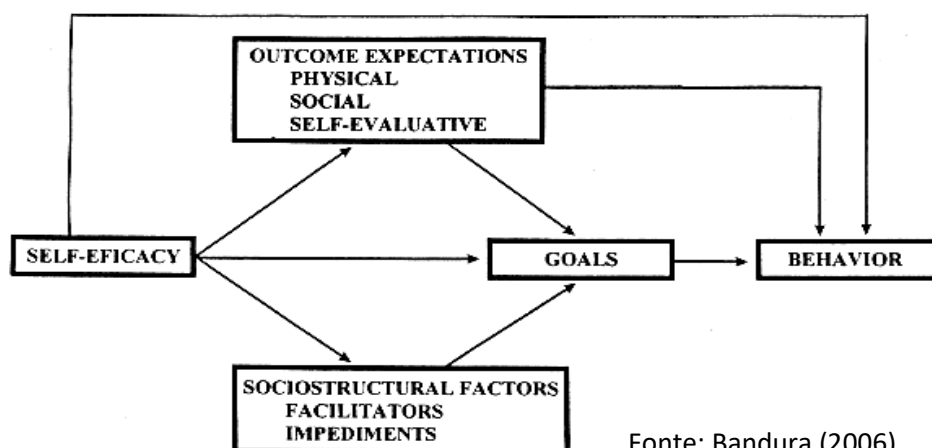 OUTCOME EXPECTATIONS
PHYSICAL
SOCIAL
SELF-EVALUATIVE
SELF-EFICACY
GOALS
BEHAVIOR
SOCIOSTRUCTURAL FACTORS
FACILITATORS
IMPEDIMENTS
Fonte: Bandura (2006)